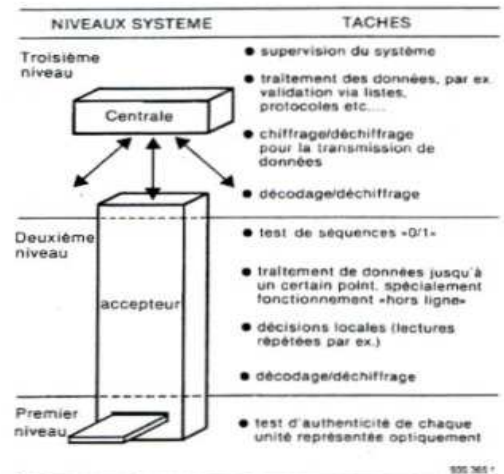 NIVEAUX SYSTEME TACHES
Troisième
niveau
Centrale
● supervision du système
● traitement des données, par ex.
validation via listes,
protocoles etc....
● chiffrage/déchiffrage
pour la transmission de
données
● décodage/déchiffrage
Deuxième
niveau
accepteur
● test de séquences «0/1»
● traitement de données jusqu'à
un certain point, spécialement
fonctionnement «hors ligne»
● décisions locales (lectures
répétées par ex.)
● décodage/déchiffrage
Premier
niveau
● test d'authenticité de chaque
unité représentée optiquement